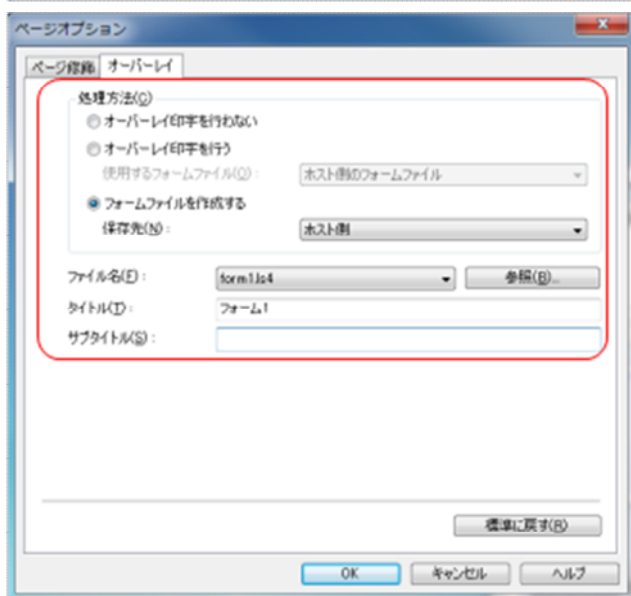 ページオプション
ページ修飾 オーバーレイ
処理方法(C)
オーバーレイ印字を行わない
オーバーレイ印字を行う
使用するフォームファイル(O): ホスト側のフォームファイル
フォームファイルを作成する
保存先(N): ホスト側
ファイル名(F): form1.ls4 参照(B)...
タイトル(T): フォーム1
サブタイトル(S):
標準に戻す(R)
OK キャンセル ヘルプ